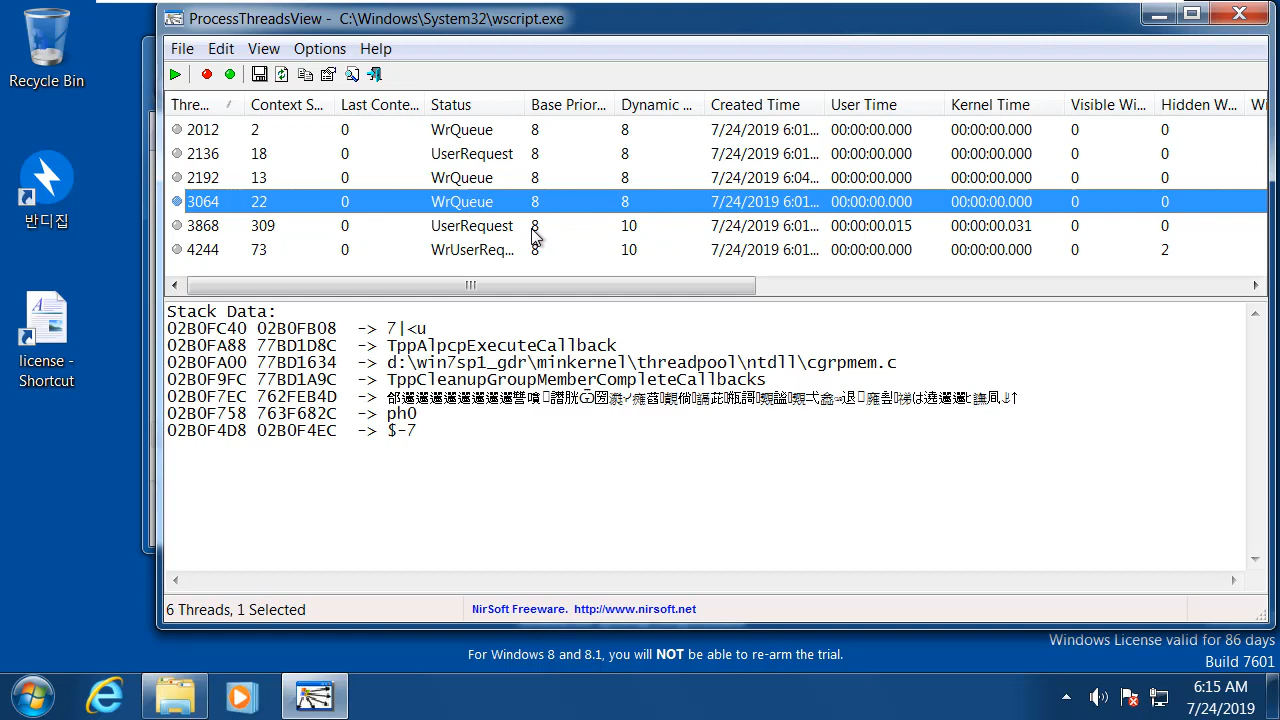 Recycle Bin
반디집
license -
Shortcut
ProcessThreadsView - C:\Windows\System32\wscript.exe
File Edit View Options Help
Thre... / Context S... Last Conte... Status Base Prior... Dynamic ... Created Time User Time Kernel Time Visible Wi... Hidden W... Wi
2012 2 0 WrQueue 8 8 7/24/2019 6:01... 00:00:00.000 00:00:00.000 0 0
2136 18 0 UserRequest 8 8 7/24/2019 6:01... 00:00:00.000 00:00:00.000 0 0
2192 13 0 WrQueue 8 8 7/24/2019 6:04... 00:00:00.000 00:00:00.000 0 0
3064 22 0 WrQueue 8 8 7/24/2019 6:01... 00:00:00.000 00:00:00.000 0 0
3868 309 0 UserRequest 8 10 7/24/2019 6:01... 00:00:00.015 00:00:00.031 0 0
4244 73 0 WrUserReq... 8 10 7/24/2019 6:01... 00:00:00.000 00:00:00.000 0 2
Stack Data:
02B0FC40 02B0FB08 -> 7|<u
02B0FA88 77BD1D8C -> TppAlpcpExecuteCallback
02B0FA00 77BD1634 -> d:\win7sp1_gdr\minkernel\threadpool\ntdll\cgrpmem.c
02B0F9FC 77BD1A9C -> TppCleanupGroupMemberCompleteCallbacks
02B0F7EC 762FEB4D ->
02B0F758 763F682C -> phO
02B0F4D8 02B0F4EC -> $-7
6 Threads, 1 Selected
NirSoft Freeware. http://www.nirsoft.net
For Windows 8 and 8.1, you will NOT be able to re-arm the trial.
Windows License valid for 86 days
Build 7601
6:15 AM
7/24/2019